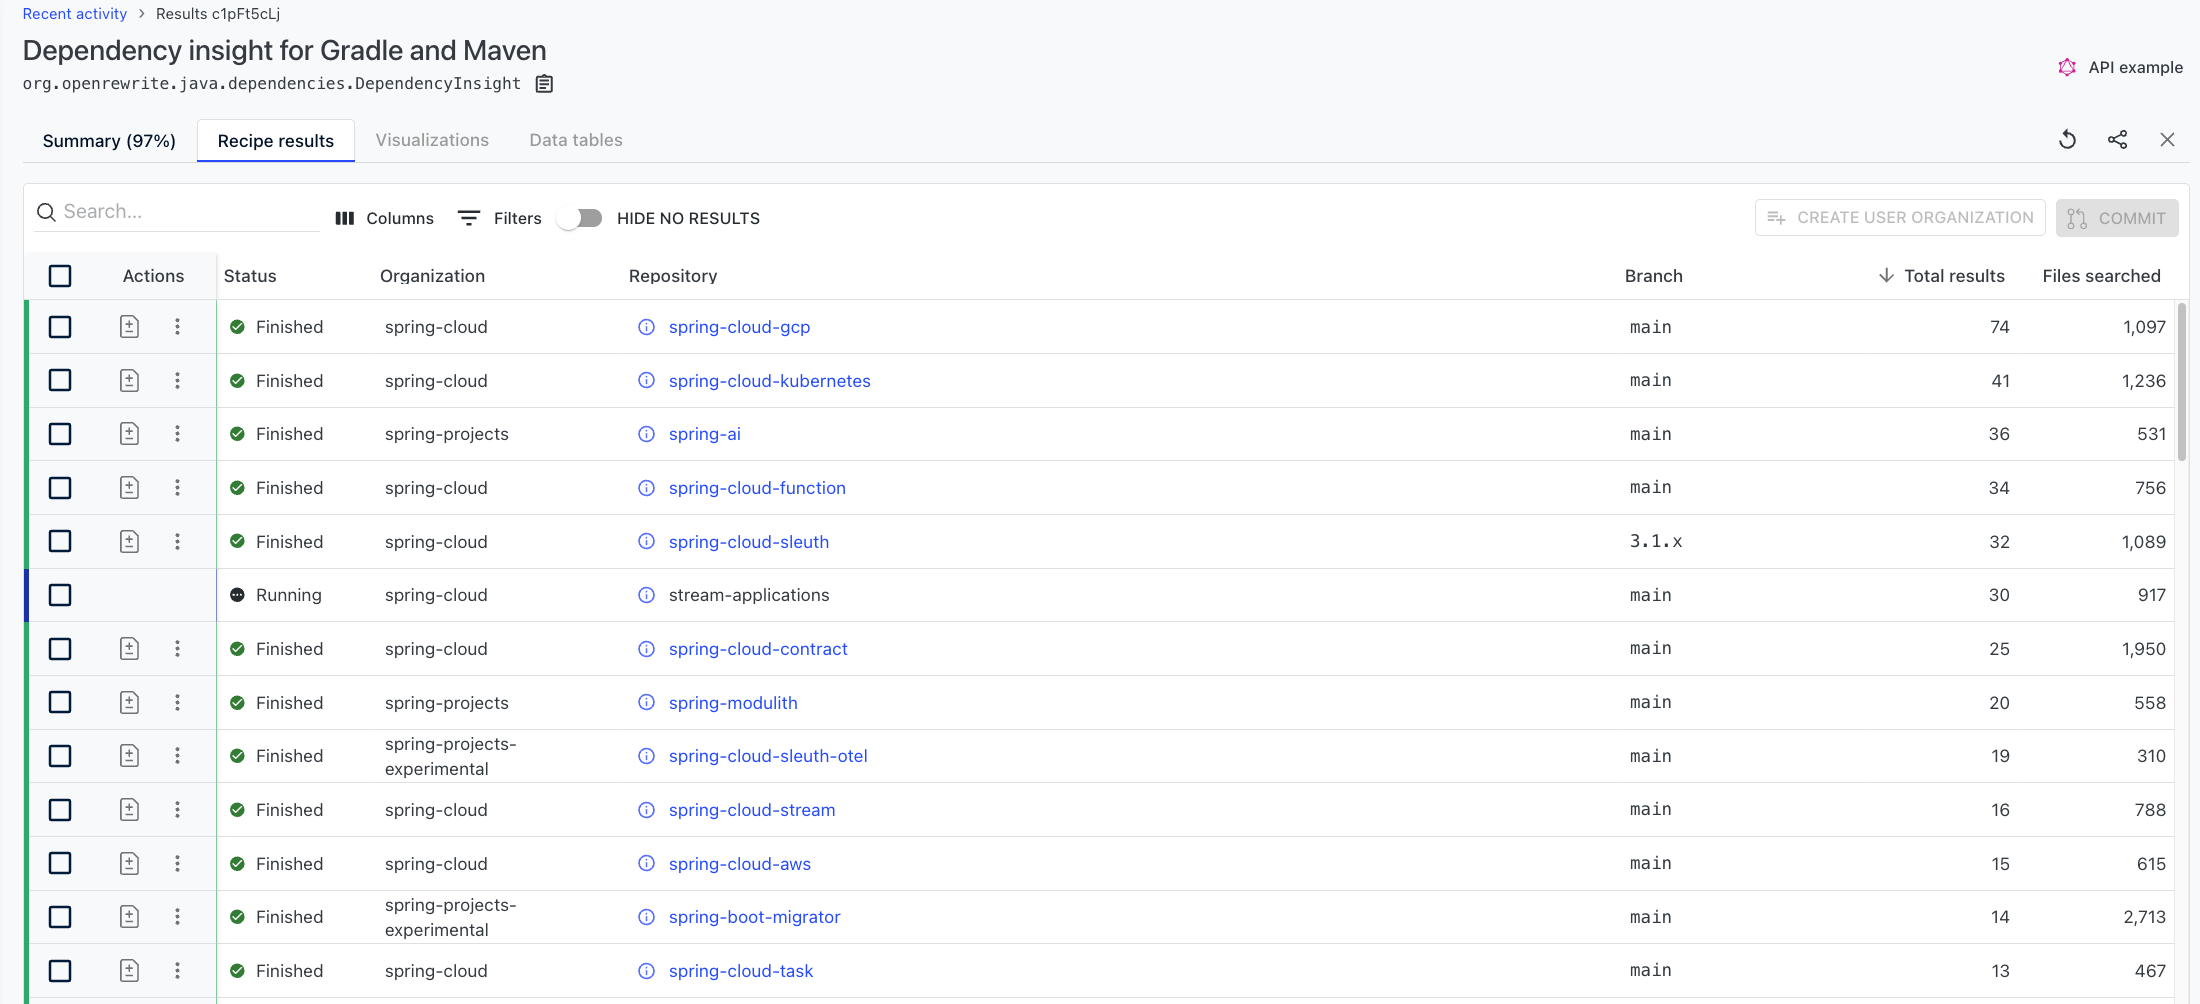 Recent activity > Results c1pFt5cLj
Dependency insight for Gradle and Maven
org.openrewrite.java.dependencies.DependencyInsight
API example
Summary (97%) Recipe results Visualizations Data tables
Search... Columns Filters HIDE NO RESULTS CREATE USER ORGANIZATION COMMIT
Actions Status Organization Repository Branch Total results Files searched
Finished spring-cloud spring-cloud-gcp main 74 1,097
Finished spring-cloud spring-cloud-kubernetes main 41 1,236
Finished spring-projects spring-ai main 36 531
Finished spring-cloud spring-cloud-function main 34 756
Finished spring-cloud spring-cloud-sleuth 3.1.x 32 1,089
Running spring-cloud stream-applications main 30 917
Finished spring-cloud spring-cloud-contract main 25 1,950
Finished spring-projects spring-modulith main 20 558
Finished spring-projects-
experimental spring-cloud-sleuth-otel main 19 310
Finished spring-cloud spring-cloud-stream main 16 788
Finished spring-cloud spring-cloud-aws main 15 615
Finished spring-projects-
experimental spring-boot-migrator main 14 2,713
Finished spring-cloud spring-cloud-task main 13 467